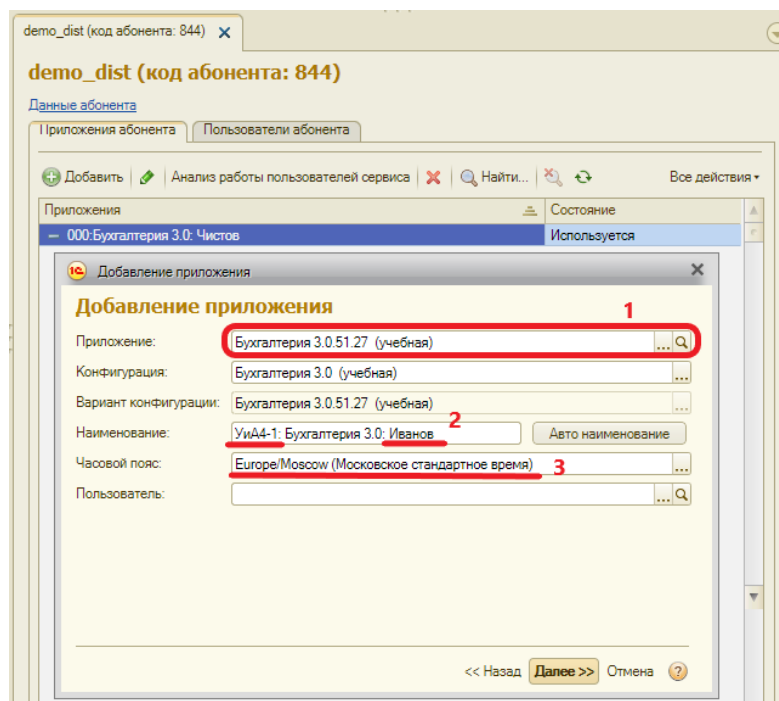 demo_dist (код абонента: 844)
demo_dist (код абонента: 844)
Данные абонента
Приложения абонента Пользователи абонента
Добавить Анализ работы пользователей сервиса Найти... Все действия
Приложения Состояние
000:Бухгалтерия 3.0: Чистов Используется
1С Добавление приложения
Добавление приложения 1
Приложение: Бухгалтерия 3.0.51.27 (учебная) ...
Конфигурация: Бухгалтерия 3.0 (учебная) ...
Вариант конфигурации: Бухгалтерия 3.0.51.27 (учебная) ...
Наименование: УиА4-1: Бухгалтерия 3.0: Иванов 2 Авто наименование
Часовой пояс: Europe/Moscow (Московское стандартное время) 3 ...
Пользователь: ...
<< Назад Далее >> Отмена ?